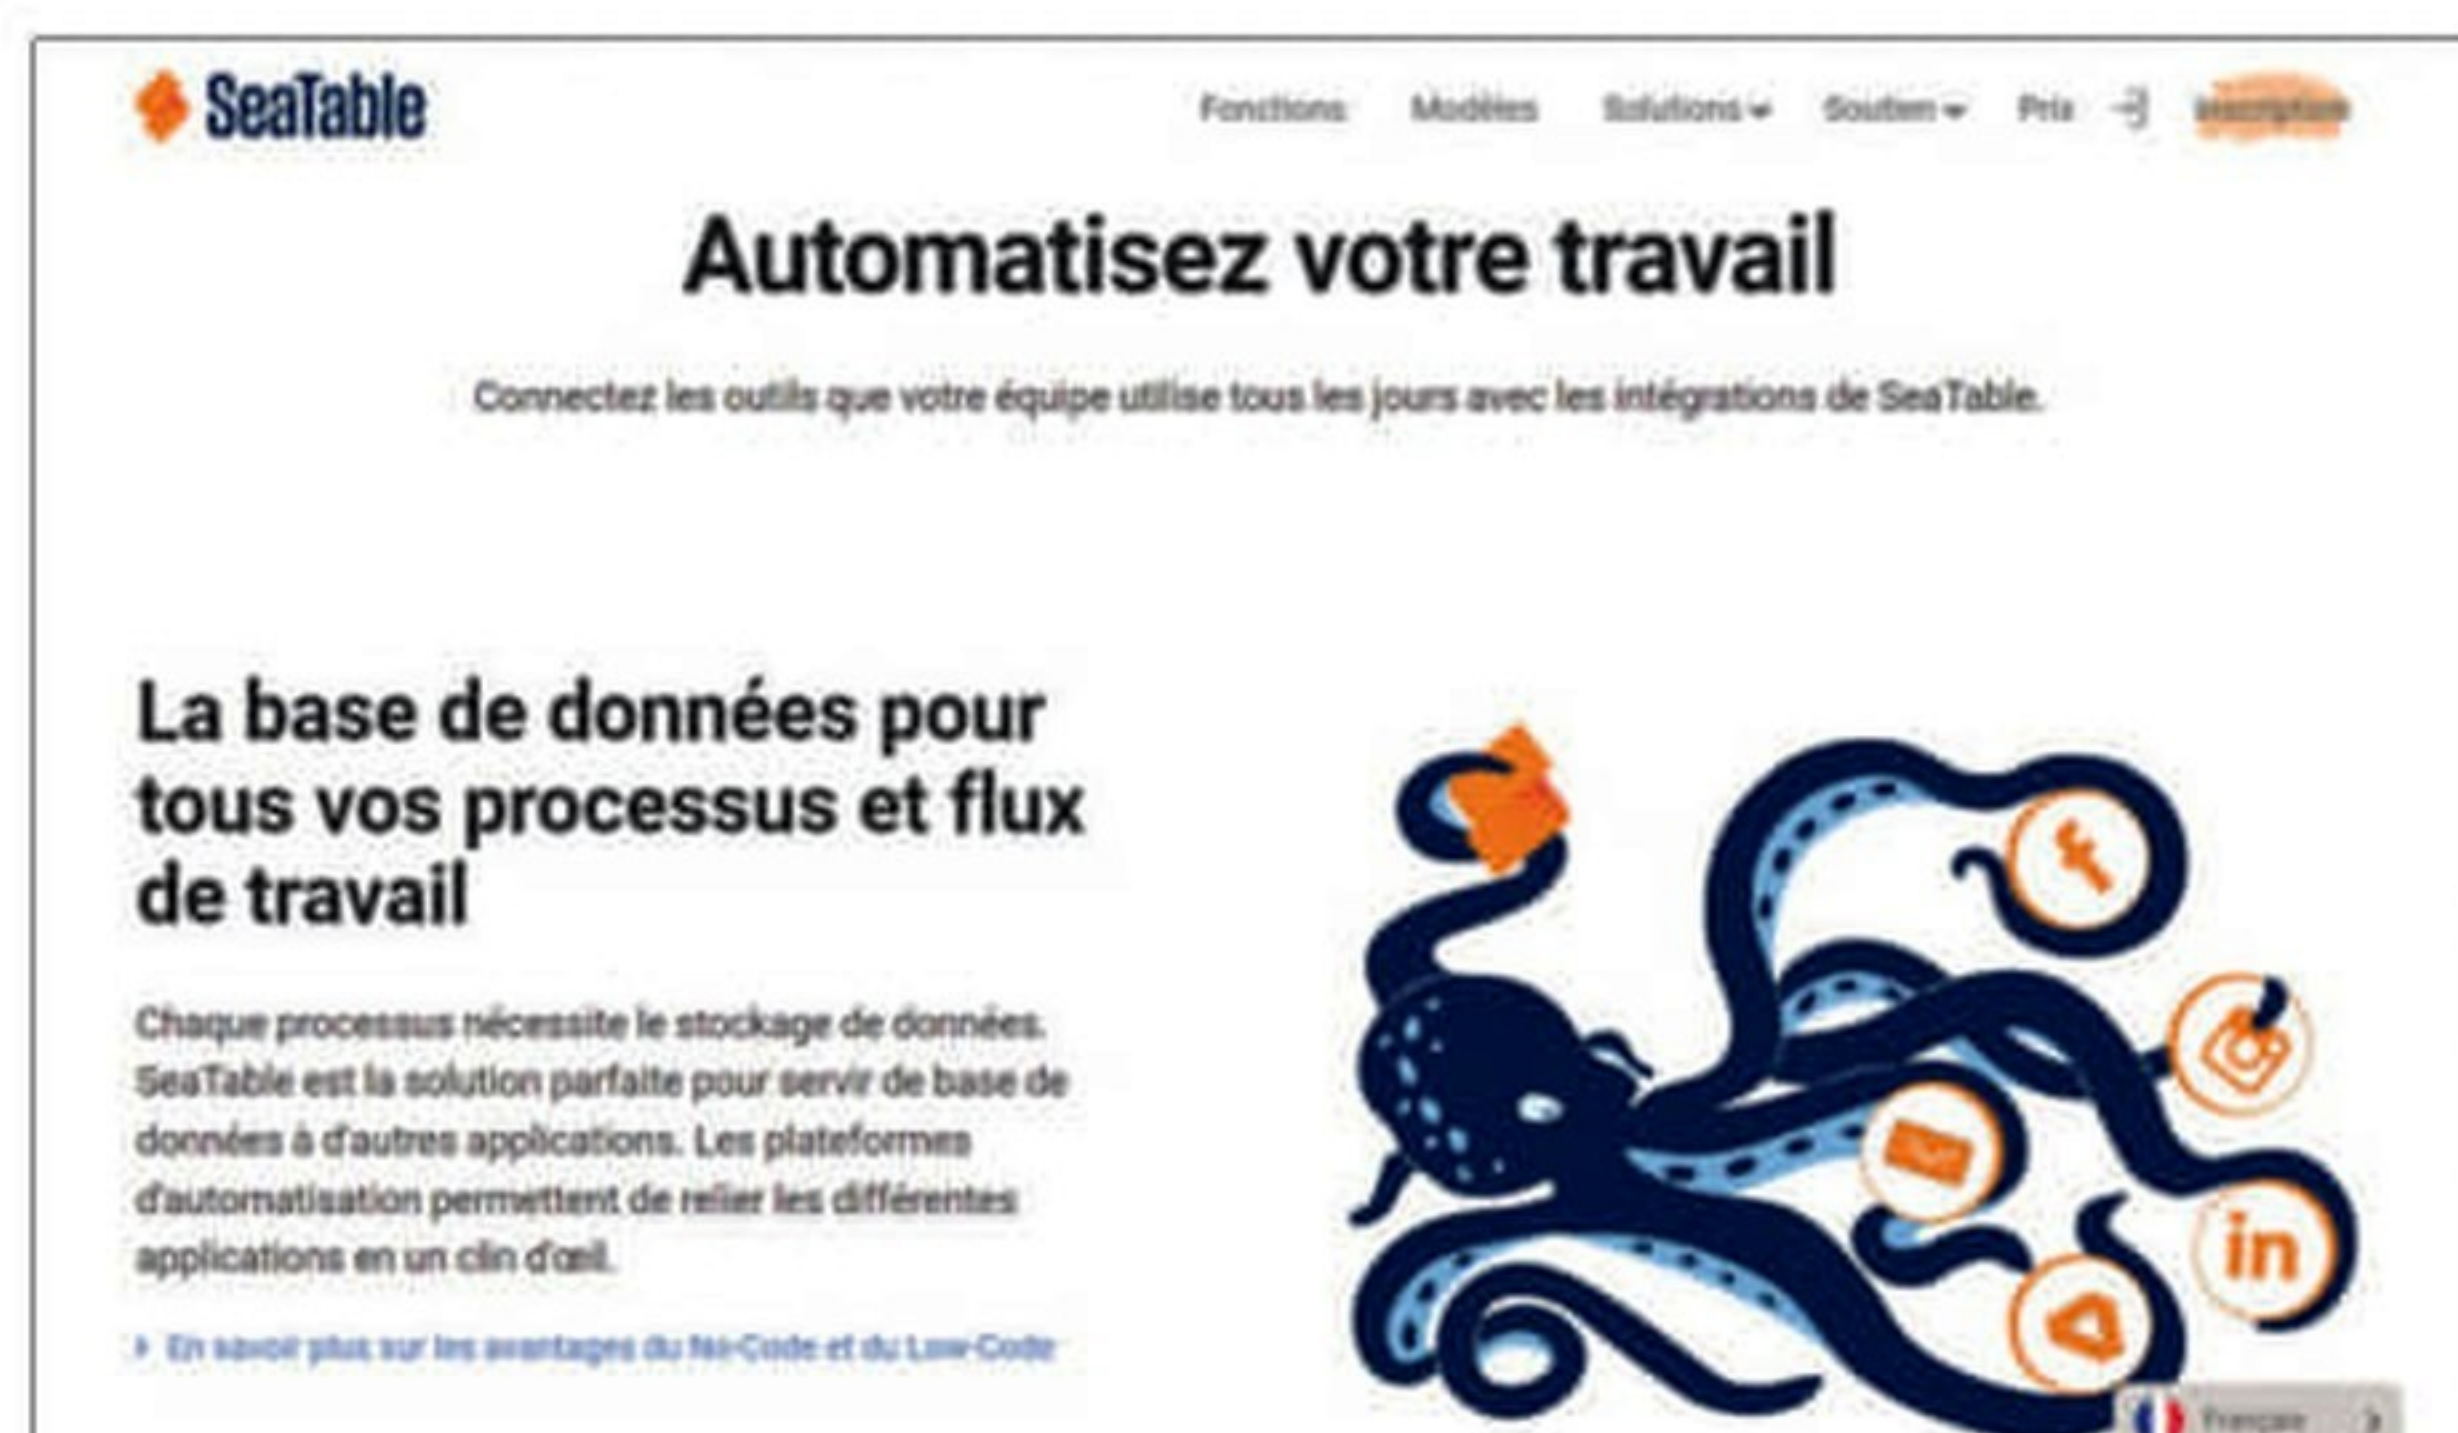 SeaTable
Fonctions Modèles Solutions Soutien Prix Inscription
Automatisez votre travail
Connectez les outils que votre équipe utilise tous les jours avec les intégrations de SeaTable.
La base de données pour
tous vos processus et flux
de travail
Chaque processus nécessite le stockage de données.
SeaTable est la solution parfaite pour servir de base de
données à d'autres applications. Les plateformes
d'automatisation permettent de relier les différentes
applications en un clin d'œil.
En savoir plus sur les avantages du No-Code et du Low-Code
f
in
Français